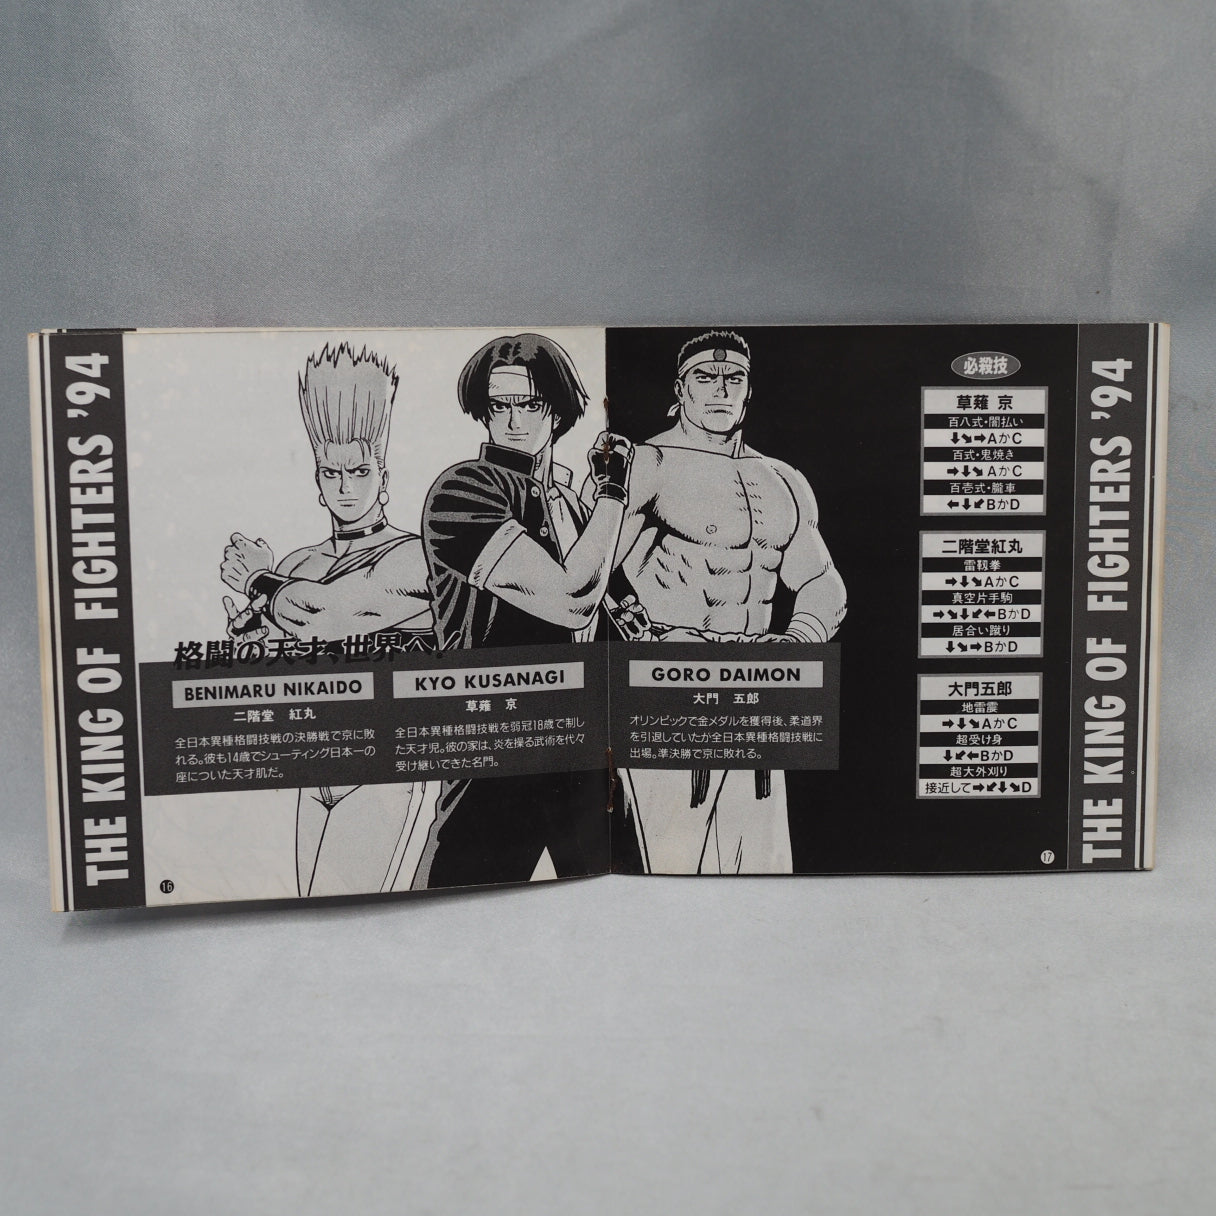 THE KING OF FIGHTERS '94
格闘の天才、世界へ!
BENIMARU NIKAIDO
二階堂 紅丸
全日本異種格闘技戦の決勝戦で京に敗
れる。彼も14歳でシューティング日本一の
座についた天才肌だ。
KYO KUSANAGI
草薙 京
全日本異種格闘技戦を弱冠18歳で制し
た天才児。彼の家は、炎を操る武術を代々
受け継いできた名門。
16
GORO DAIMON
大門 五郎
オリンピックで金メダルを獲得後、柔道界
を引退していたが全日本異種格闘技戦に
出場。準決勝で京に敗れる。
必殺技
草薙 京
百八式・闇払い
⬇⬊➡AかC
百式・鬼焼き
➡⬇⬊AかC
百壱式・朧車
⬅⬇⬋BかD
二階堂紅丸
雷靱拳
➡⬇⬊AかC
真空片手駒
➡⬊⬇⬋⬅BかD
居合い蹴り
⬇⬊➡BかD
大門五郎
地雷震
➡⬇⬊AかC
超受け身
⬇⬋⬅BかD
超大外刈り
接近して➡⬋⬇⬊D
17
THE KING OF FIGHTERS '94